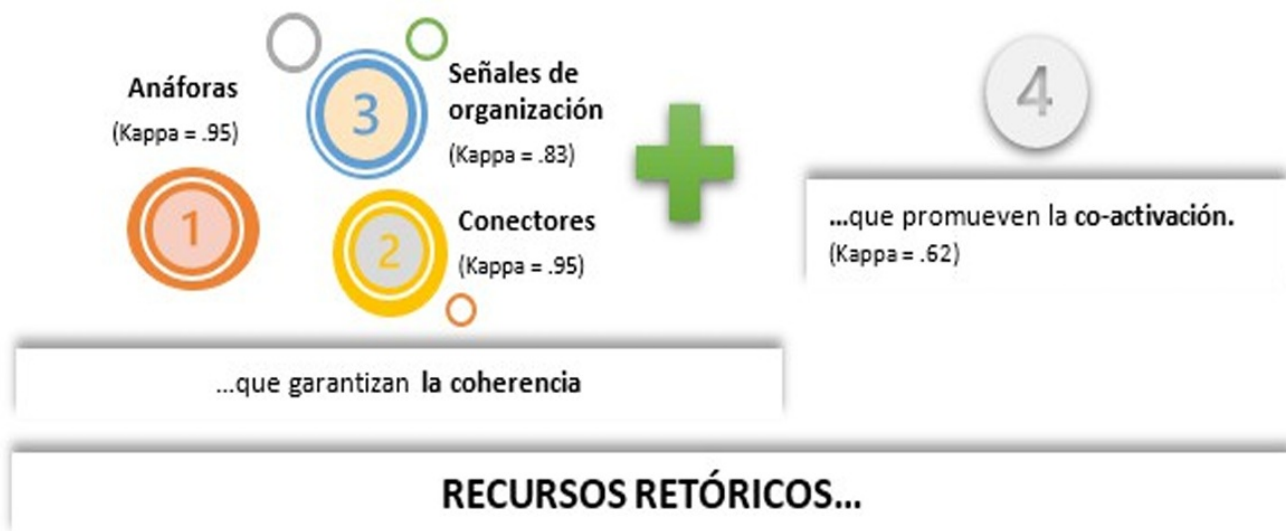 Anáforas
(Kappa = .95)
1
3
Señales de
organización
(Kappa = .83)
2
Conectores
(Kappa = .95)
4
...que promueven la co-activación.
(Kappa = .62)
...que garantizan la coherencia
RECURSOS RETÓRICOS...